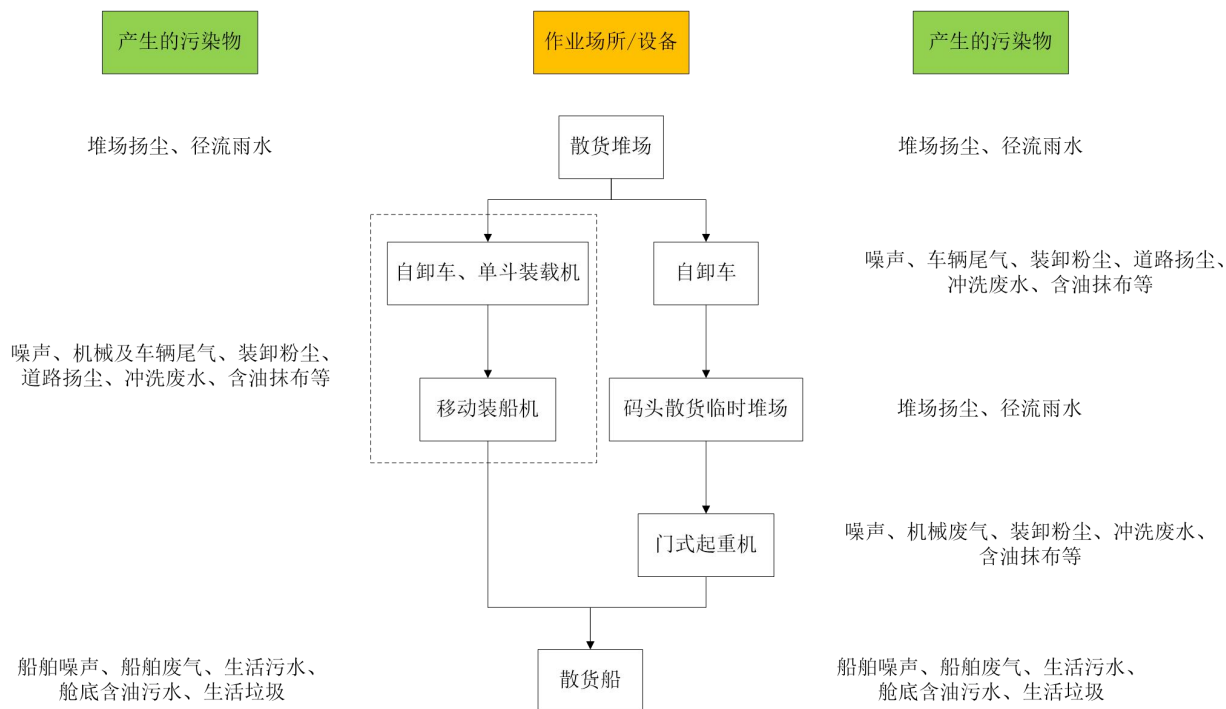 产生的污染物
作业场所/设备
产生的污染物
堆场扬尘、径流雨水
散货堆场
堆场扬尘、径流雨水
自卸车、单斗装载机
自卸车
噪声、车辆尾气、装卸粉尘、道路扬尘、
冲洗废水、含油抹布等
噪声、机械及车辆尾气、装卸粉尘、
道路扬尘、冲洗废水、含油抹布等
移动装船机
码头散货临时堆场
堆场扬尘、径流雨水
门式起重机
噪声、机械废气、装卸粉尘、冲洗废水、
含油抹布等
船舶噪声、船舶废气、生活污水、
舱底含油污水、生活垃圾
散货船
船舶噪声、船舶废气、生活污水、
舱底含油污水、生活垃圾